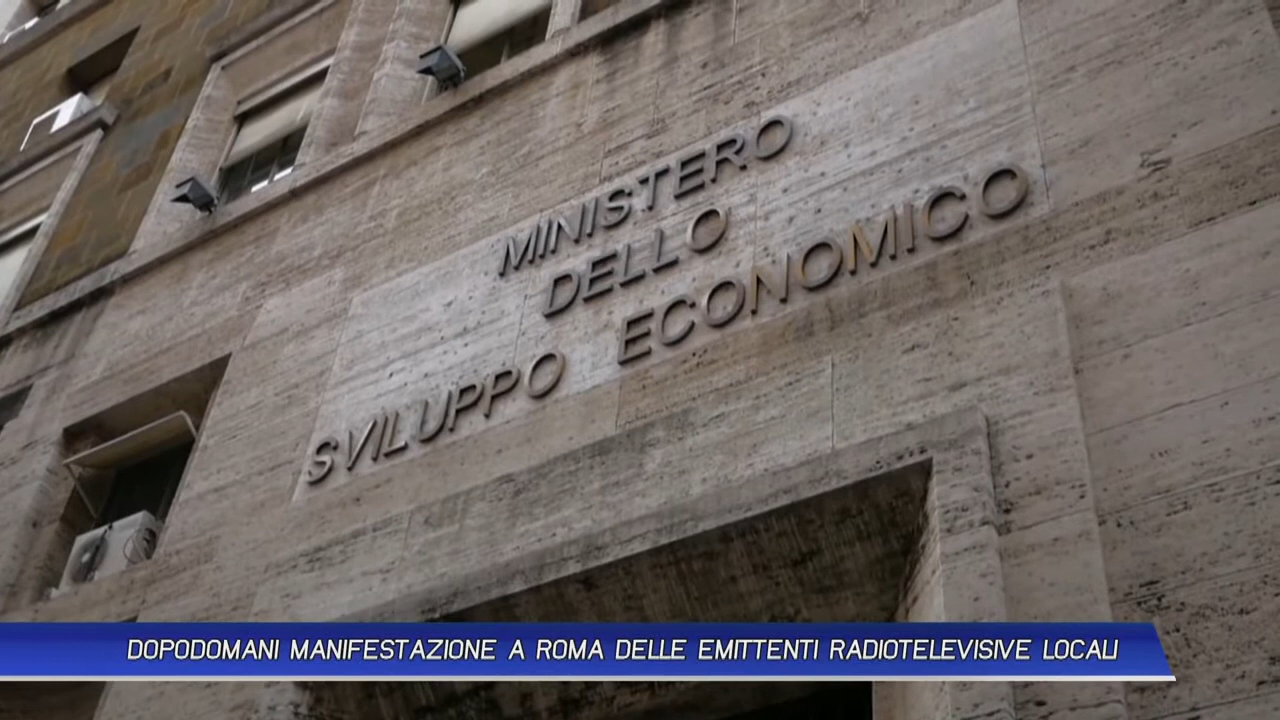 MINISTERO
DELLO
SVILUPPO ECONOMICO
DOPODOMANI MANIFESTAZIONE A ROMA DELLE EMITTENTI RADIOTELEVISIVE LOCALI